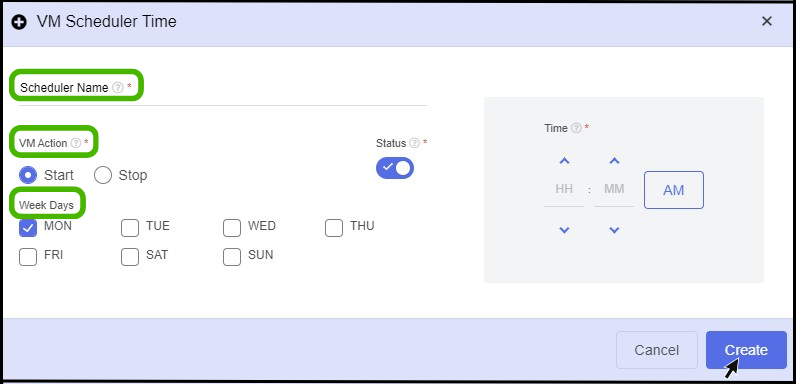 VM Scheduler Time
Scheduler Name ? *
VM Action ? *
Status ? *
Start Stop
Week Days
MON TUE WED THU
FRI SAT SUN
Time ? *
HH : MM AM
Cancel Create